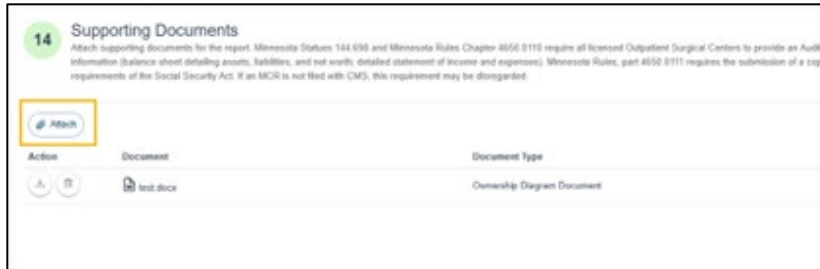 14
Supporting Documents
Attach supporting documents for the report. Minnesota Statues 144.698 and Minnesota Rules Chapter 4650.0110 require all licensed Outpatient Surgical Centers to provide an Audit
information (balance sheet detailing assets, liabilities, and net worth, detailed statement of income and expenses). Minnesota Rules, part 4650.0111 requires the submission of a cop
requirements of the Social Security Act. If an MCR is not filed with CMS, this requirement may be disregarded.
Attach
Action Document Document Type
test.docx Ownership Diagram Document